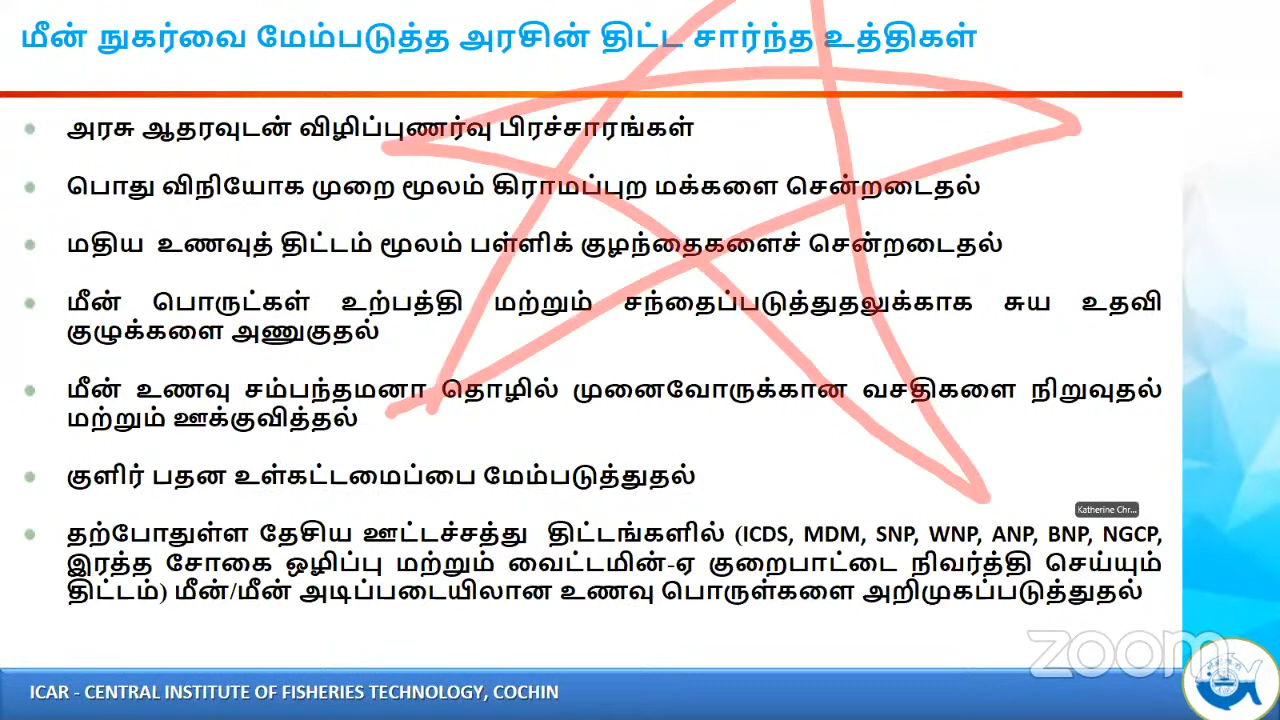 மீன் நுகர்வை மேம்படுத்த அரசின் திட்ட சார்ந்த உத்திகள்
அரசு ஆதரவுடன் விழிப்புணர்வு பிரச்சாரங்கள்
பொது விநியோக முறை மூலம் கிராமப்புற மக்களை சென்றடைதல்
மதிய உணவுத் திட்டம் மூலம் பள்ளிக் குழந்தைகளைச் சென்றடைதல்
மீன் பொருட்கள் உற்பத்தி மற்றும் சந்தைப்படுத்துதலுக்காக சுய உதவி
குழுக்களை அணுகுதல்
மீன் உணவு சம்பந்தமனா தொழில் முனைவோருக்கான வசதிகளை நிறுவுதல்
மற்றும் ஊக்குவித்தல்
குளிர் பதன உள்கட்டமைப்பை மேம்படுத்துதல்
Katherine Chr...
தற்போதுள்ள தேசிய ஊட்டச்சத்து திட்டங்களில் (ICDS, MDM, SNP, WNP, ANP, BNP, NGCP,
இரத்த சோகை ஒழிப்பு மற்றும் வைட்டமின்-ஏ குறைபாட்டை நிவர்த்தி செய்யும்
திட்டம்) மீன்/மீன் அடிப்படையிலான உணவு பொருள்களை அறிமுகப்படுத்துதல்
zoom
ICAR - CENTRAL INSTITUTE OF FISHERIES TECHNOLOGY, COCHIN